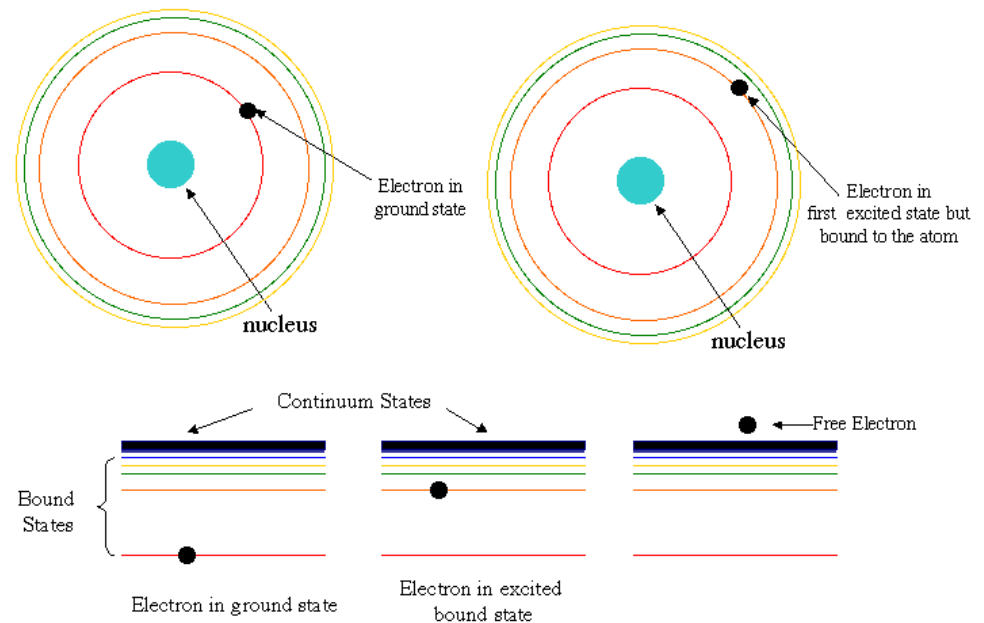 Electron in
ground state
nucleus
Electron in
first excited state but
bound to the atom
nucleus
Continuum States
Free Electron
Bound
States
Electron in ground state
Electron in excited
bound state